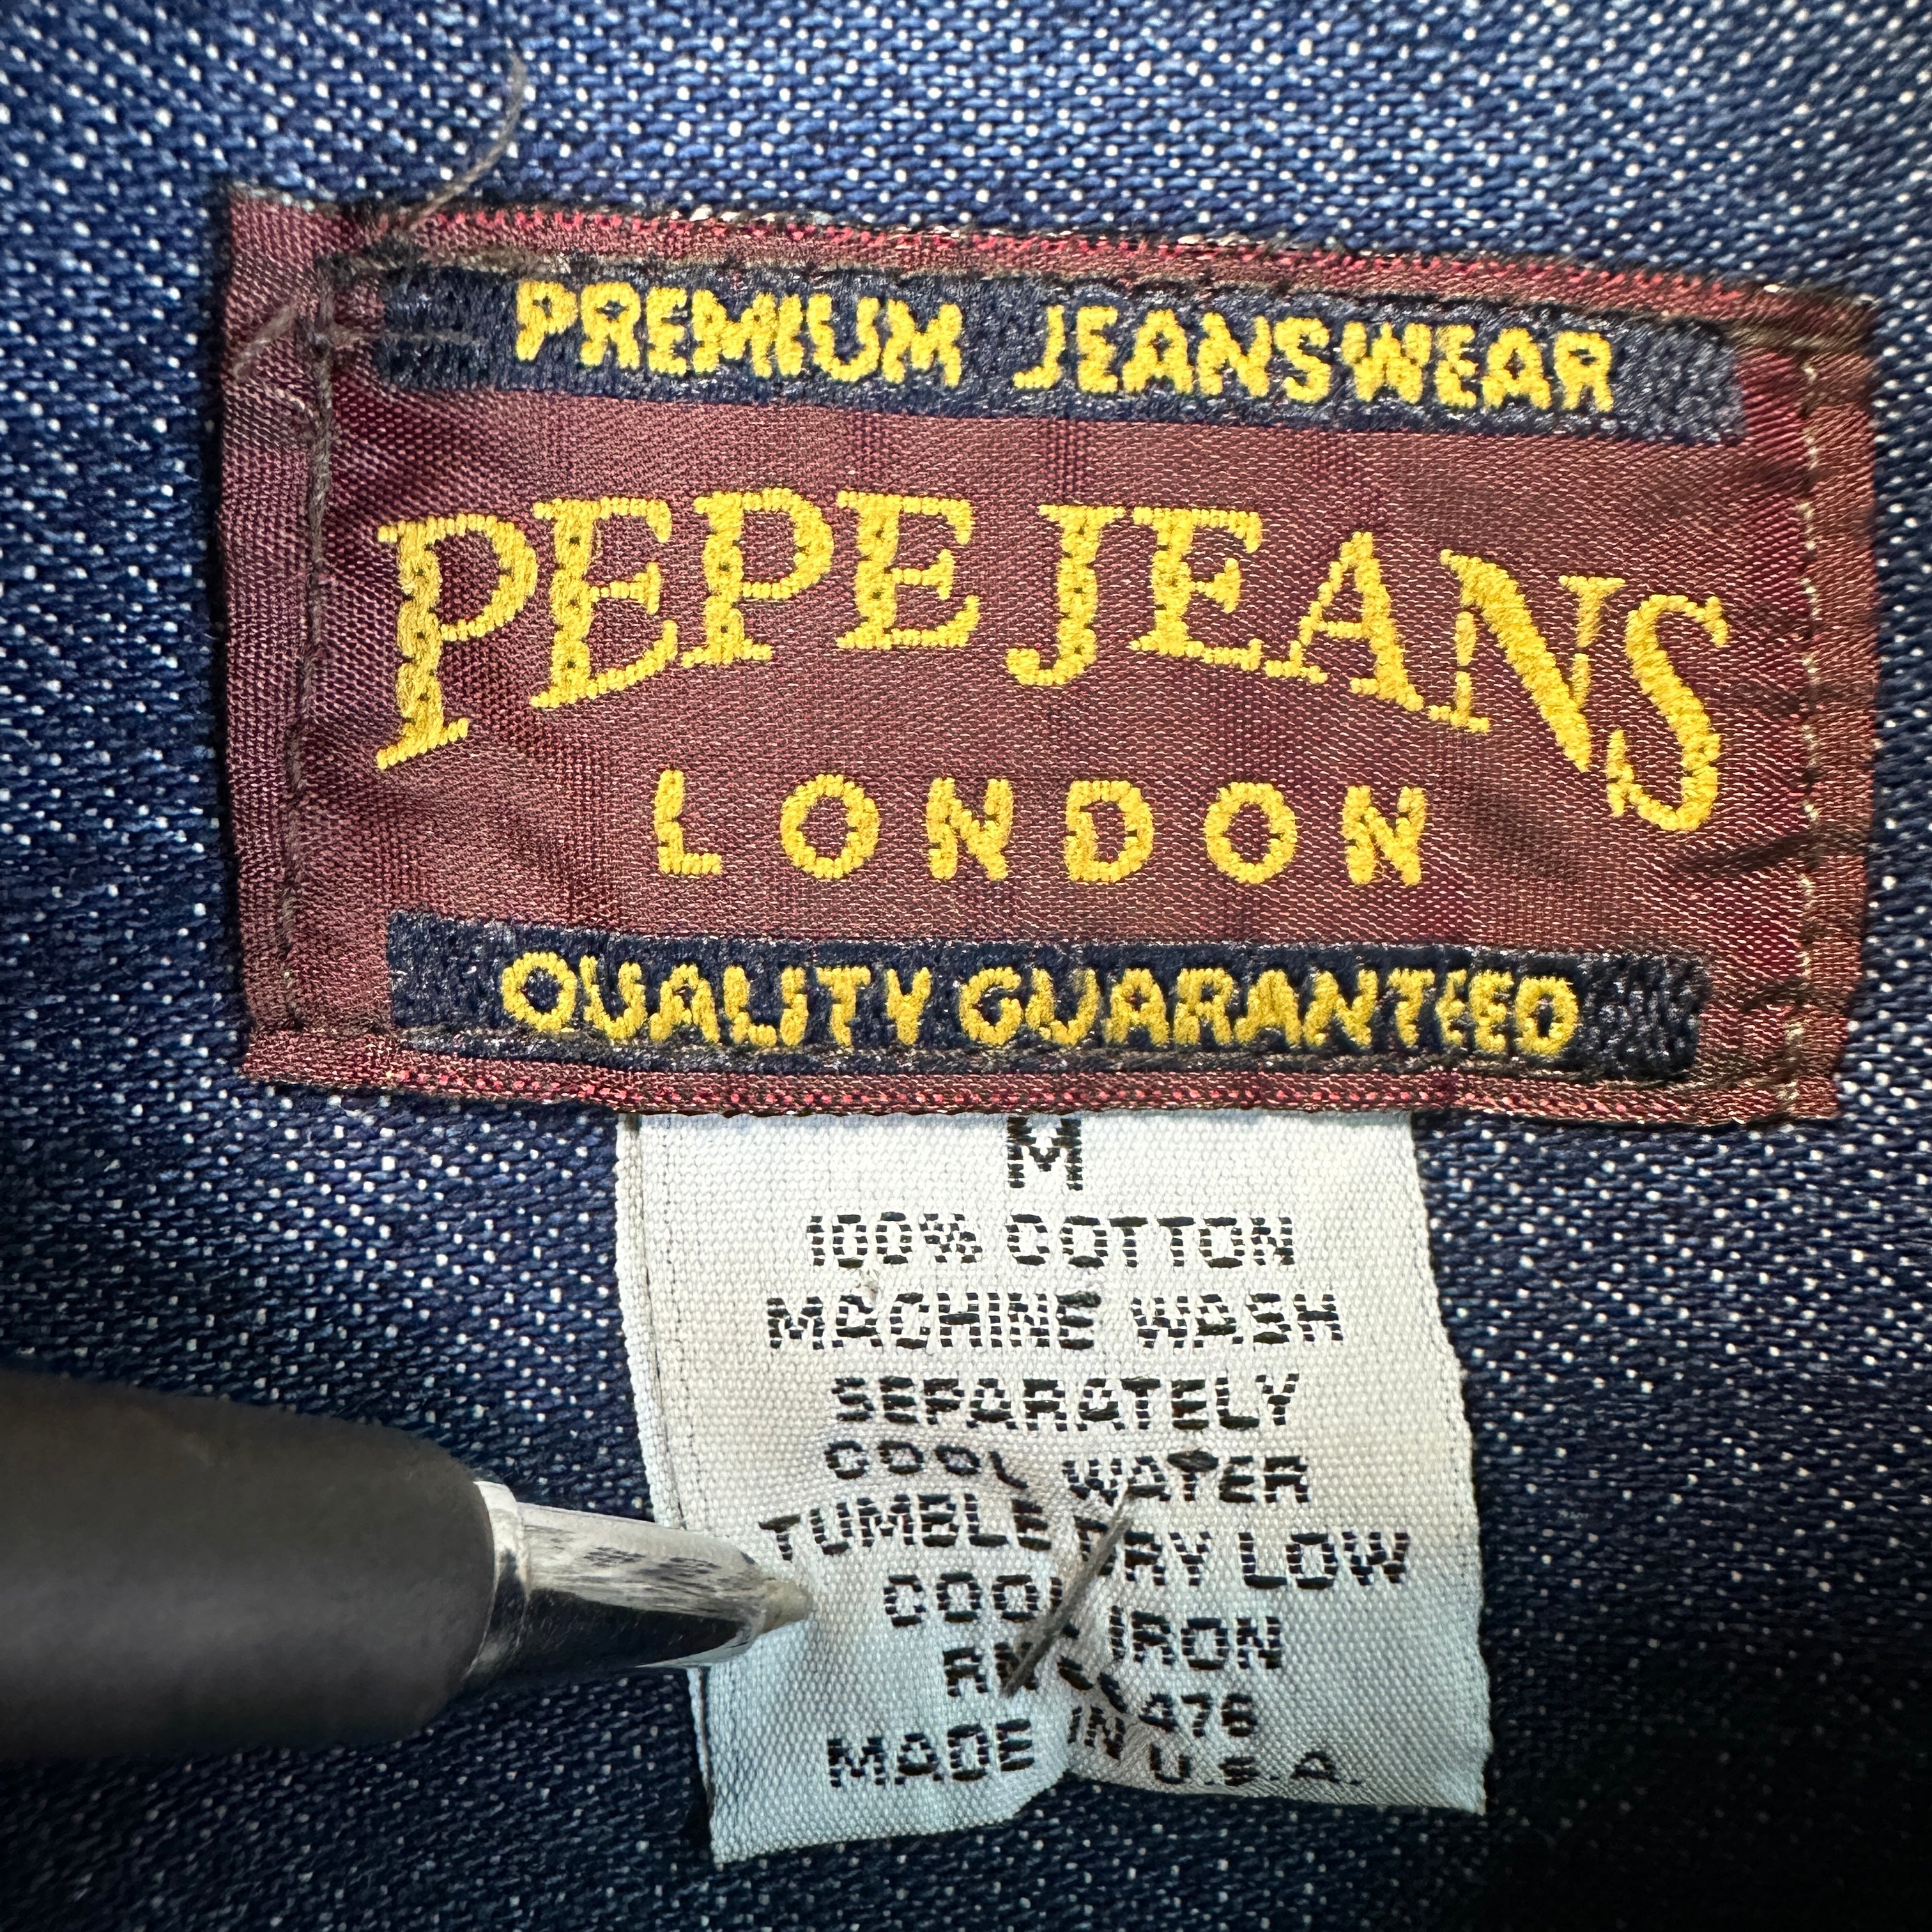 PREMIUM JEANSWEAR
PEPE JEANS
LONDON
QUALITY GUARANTEED
M
100% COTTON
MACHINE WASH
SEPARATELY
COOL WATER
TUMBLE DRY LOW
COOL IRON
MADE IN U.S.A.